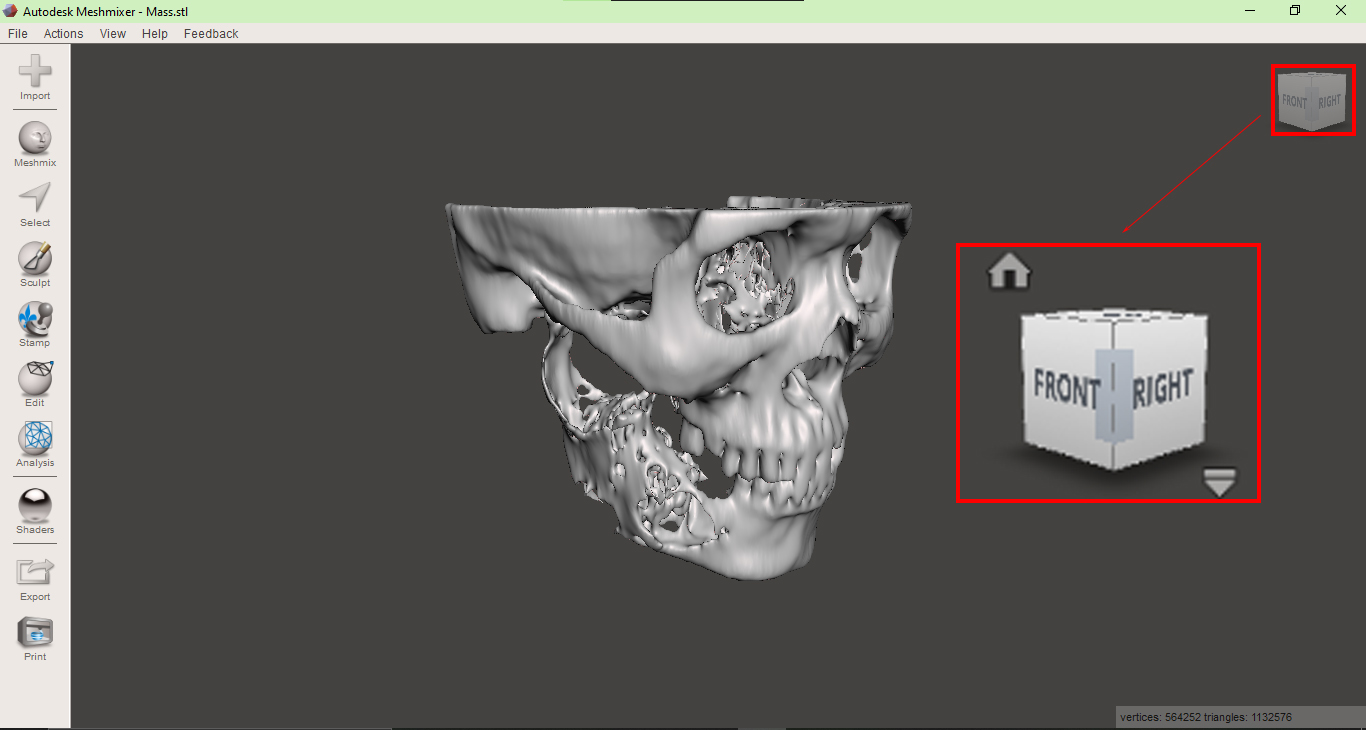 Autodesk Meshmixer - Mass.stl
File Actions View Help Feedback
Import
Meshmix
Select
Sculpt
Stamp
Edit
Analysis
Shaders
Export
Print
FRONT RIGHT
FRONT RIGHT
vertices: 564252 triangles: 1132576